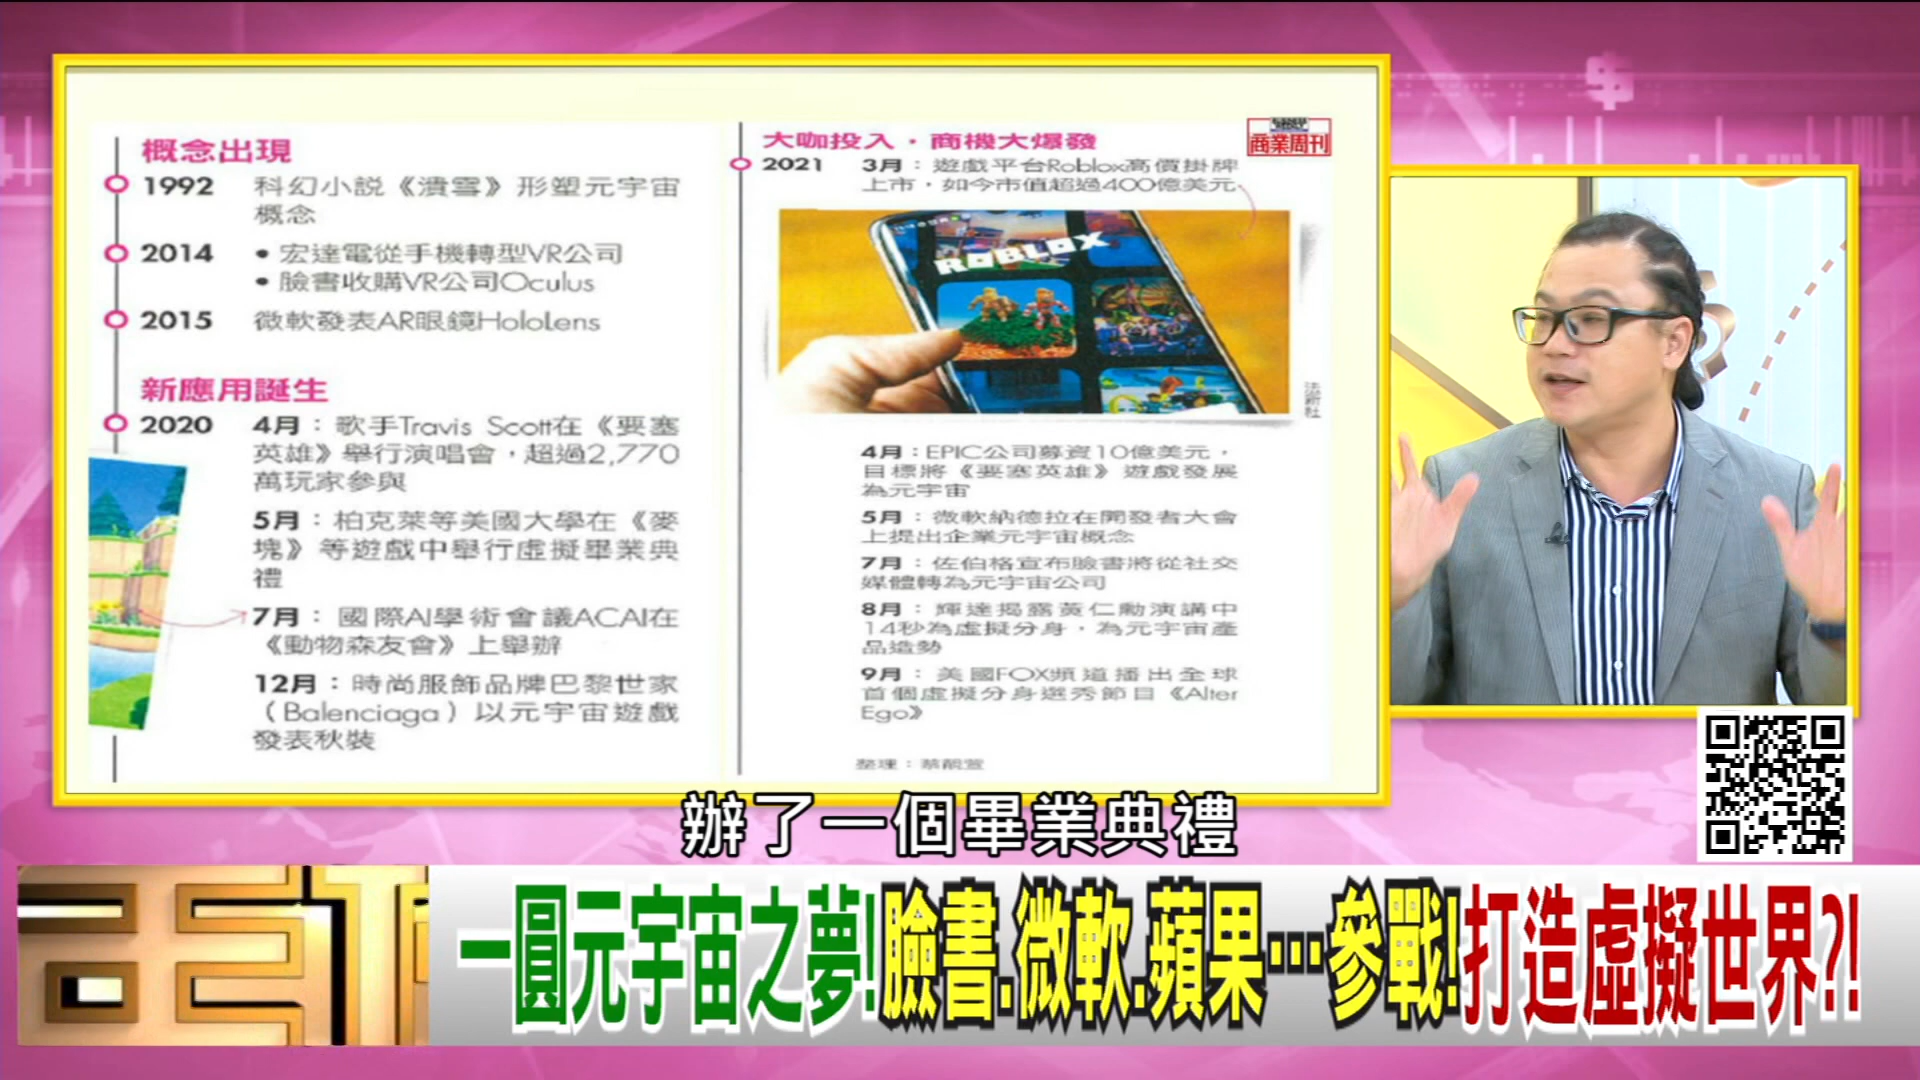 概念出現
1992 科幻小説《潰雪》形塑元宇宙
概念
2014 • 宏達電從手機轉型VR公司
• 臉書收購VR公司Oculus
2015 微軟發表AR眼鏡HoloLens
新應用誕生
2020 4月：歌手Travis Scott在《要塞
英雄》舉行演唱會，超過2,770
萬玩家參與
5月：柏克萊等美國大學在《麥
塊》等遊戲中舉行虛擬畢業典
禮
7月：國際AI學術會議ACAI在
《動物森友會》上舉辦
12月：時尚服飾品牌巴黎世家
（Balenciaga）以元宇宙遊戲
發表秋裝
大咖投入，商機大爆發
商業周刊
2021 3月：遊戲平台Roblox高價掛牌
上市，如今市值超過400億美元
ROBLOX
法新社
4月：EPIC公司募資10億美元，
目標將《要塞英雄》遊戲發展
為元宇宙
5月：微軟納德拉在開發者大會
上提出企業元宇宙概念
7月：佐伯格宣布臉書將從社交
媒體轉為元宇宙公司
8月：輝達揭露黃仁勳演講中
14秒為虛擬分身，為元宇宙產
品造勢
9月：美國FOX頻道播出全球
首個虛擬分身選秀節目《Alter
Ego》
整理：蔡靚萱
辦了一個畢業典禮
一圓元宇宙之夢!臉書.微軟.蘋果…參戰!打造虛擬世界?!